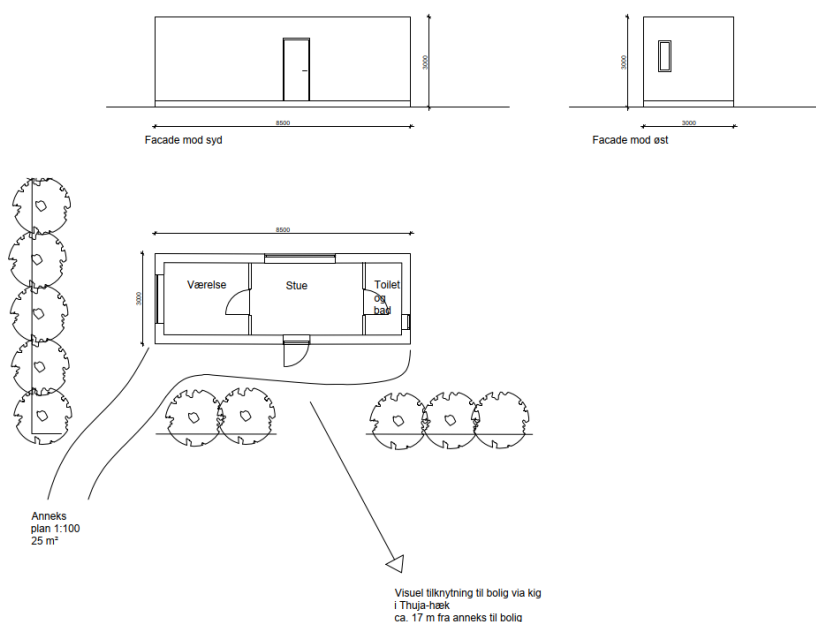 3000
3000
8500
3000
Facade mod syd
Facade mod øst
8500
3000
Værelse
Stue
Toilet
og
bad
Anneks
plan 1:100
25 m²
Visuel tilknytning til bolig via kig
i Thuja-hæk
ca. 17 m fra anneks til bolig